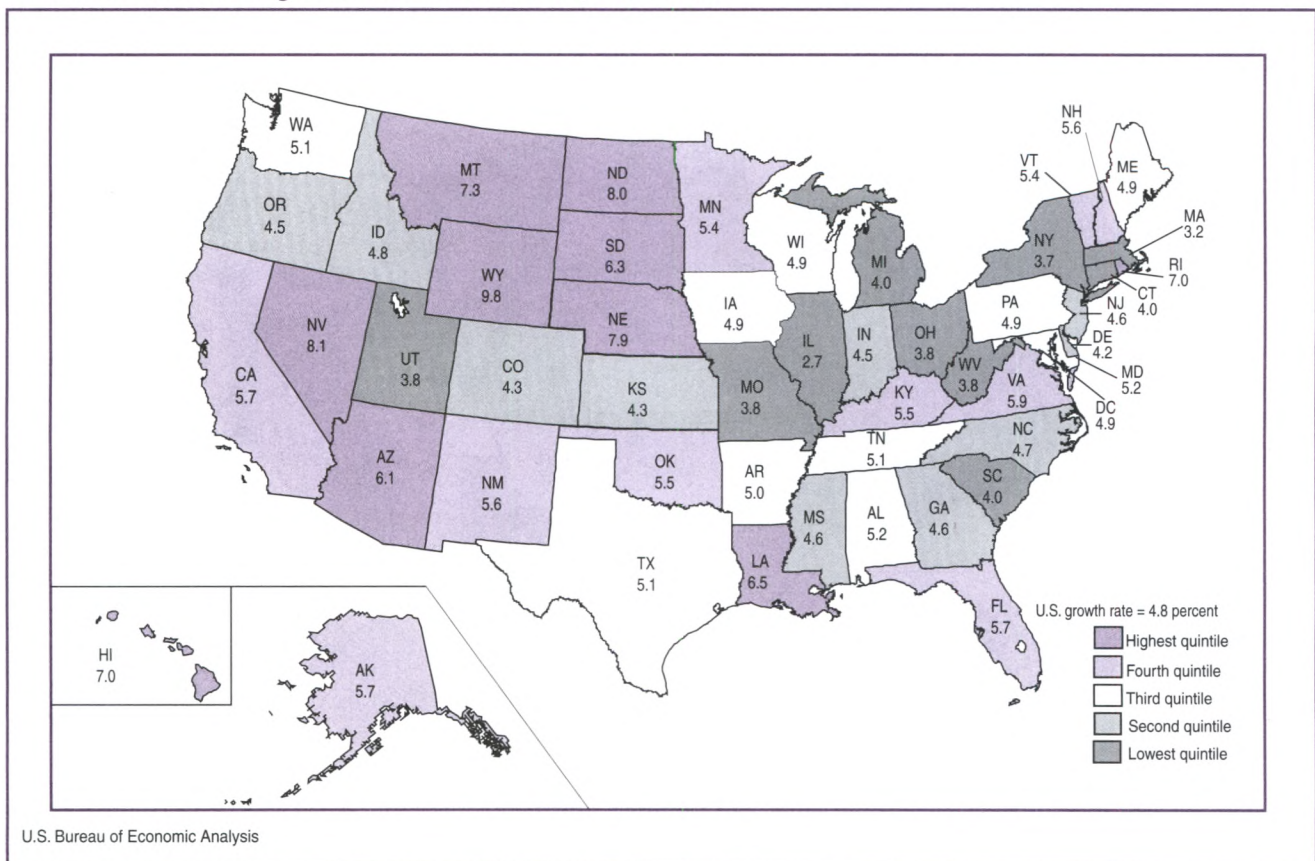 WA
5.1
OR
4.5
ID
4.8
MT
7.3
ND
8.0
MN
5.4
SD
6.3
WY
9.8
NE
7.9
NV
8.1
CA
5.7
UT
3.8
CO
4.3
KS
4.3
AZ
6.1
NM
5.6
OK
5.5
TX
5.1
WI
4.9
IA
4.9
MI
4.0
IL
2.7
IN
4.5
OH
3.8
MO
3.8
KY
5.5
WV
3.8
VA
5.9
TN
5.1
NC
4.7
SC
4.0
AR
5.0
MS
4.6
AL
5.2
GA
4.6
LA
6.5
FL
5.7
NH
5.6
VT
5.4
ME
4.9
MA
3.2
NY
3.7
RI
7.0
CT
4.0
PA
4.9
NJ
4.6
DE
4.2
MD
5.2
DC
4.9
HI
7.0
AK
5.7
U.S. growth rate = 4.8 percent
Highest quintile
Fourth quintile
Third quintile
Second quintile
Lowest quintile
U.S. Bureau of Economic Analysis